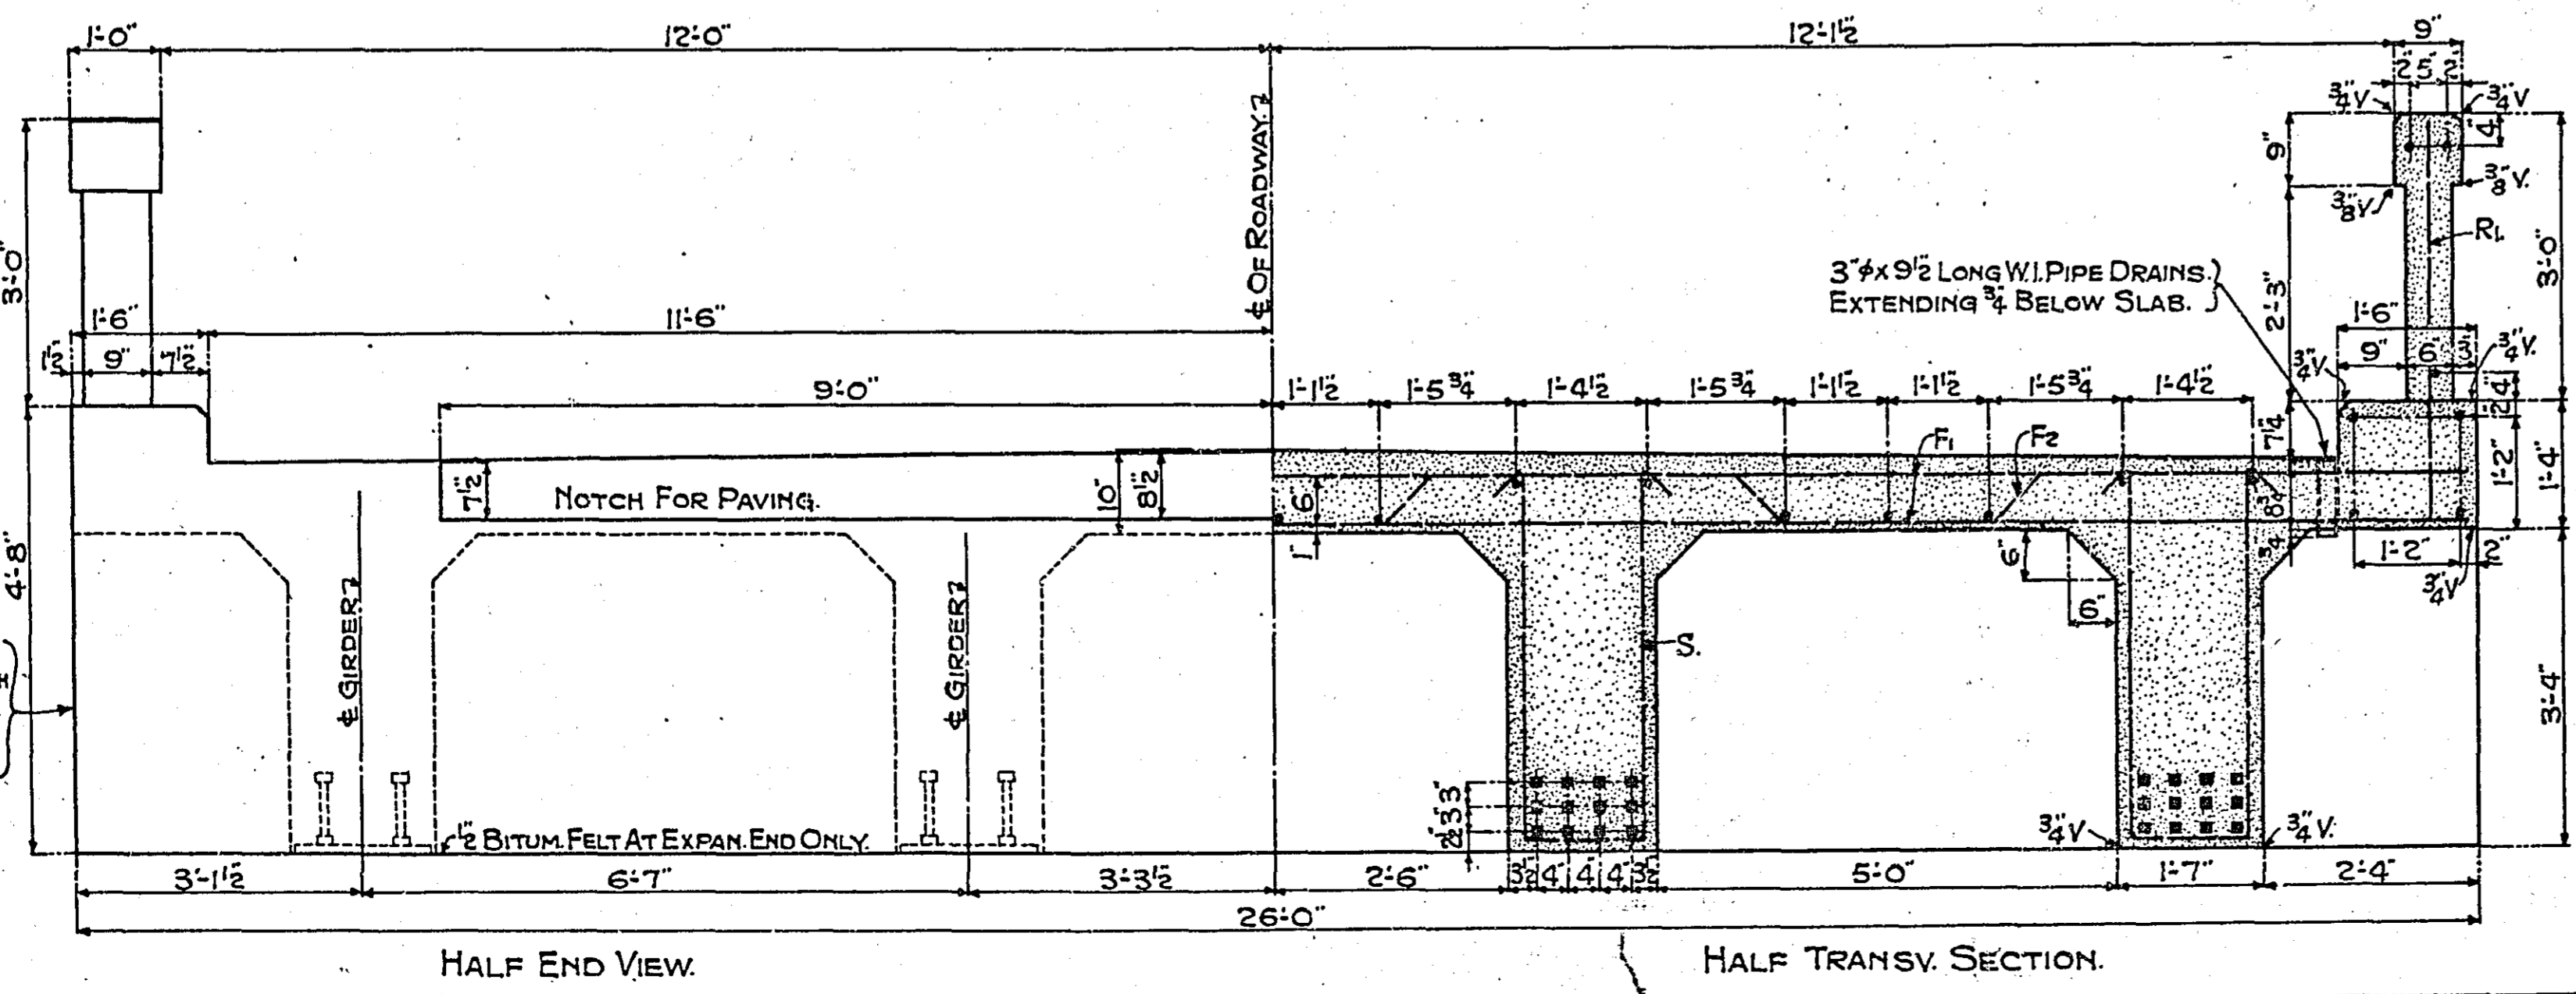 1'-0" 12'-0" 12'-1½" 9"
2" 5" 2"
¾"V ¾"V
4"
9"
⅜"V ⅜"V.
3'-0" ℄ OF ROADWAY. R1. 3'-0"
2'-3"
3"φ x 9½" LONG W.I. PIPE DRAINS.
EXTENDING ¾" BELOW SLAB.
1'-6" 11'-6" 1'-6"
1½" 9" 7½" 9" 6" 3" ¾"V.
¾"V
9'-0" 1'-1½" 1'-5¾" 1'-4½" 1'-5¾" 1'-1½" 1'-1½" 1'-5¾" 1'-4½" 4"
7¼" 2"
F1 F2
7½" NOTCH FOR PAVING. 10" 8½" 6" 8¾" 1'-2" 1'-4"
1" 6" ¾" 1'-2" 2"
4'-8" ¾"V
6"
℄ GIRDER ℄ GIRDER S. 3'-4"
3"
3"
2½"
½" BITUM. FELT AT EXPAN. END ONLY. ¾"V ¾"V.
3'-1½" 6'-7" 3'-3½" 2'-6" 3½" 4" 4" 4" 3½" 5'-0" 1'-7" 2'-4"
26'-0"
HALF END VIEW. HALF TRANSV. SECTION.